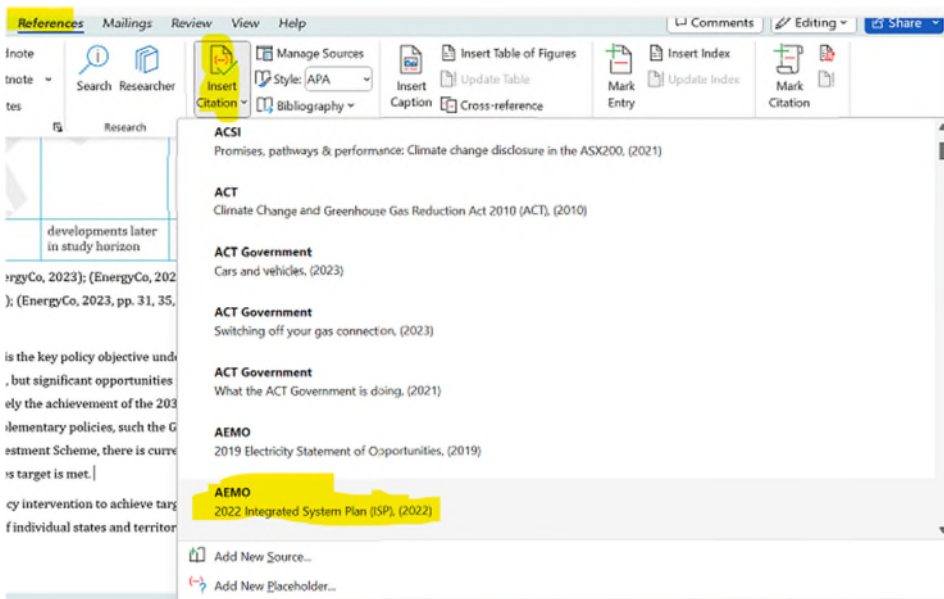 References Mailings Review View Help
Comments Editing Share
Manage Sources
Insert Table of Figures
Insert Index
Search Researcher
Style: APA
Update Table
Update Index
Insert Citation
Bibliography
Insert Caption
Cross-reference
Mark Entry
Mark Citation
Research
ACSI
Promises, pathways & performance: Climate change disclosure in the ASX200, (2021)
ACT
Climate Change and Greenhouse Gas Reduction Act 2010 (ACT), (2010)
ACT Government
Cars and vehicles, (2023)
ACT Government
Switching off your gas connection, (2023)
ACT Government
What the ACT Government is doing, (2021)
AEMO
2019 Electricity Statement of Opportunities, (2019)
AEMO
2022 Integrated System Plan (ISP), (2022)
Add New Source...
Add New Placeholder...
developments later
in study horizon
ergyCo, 2023); (EnergyCo, 202
); (EnergyCo, 2023, pp. 31, 35,
is the key policy objective und
, but significant opportunities
ely the achievement of the 203
lementary policies, such the G
estment Scheme, there is curre
s target is met.
cy intervention to achieve targ
f individual states and territor